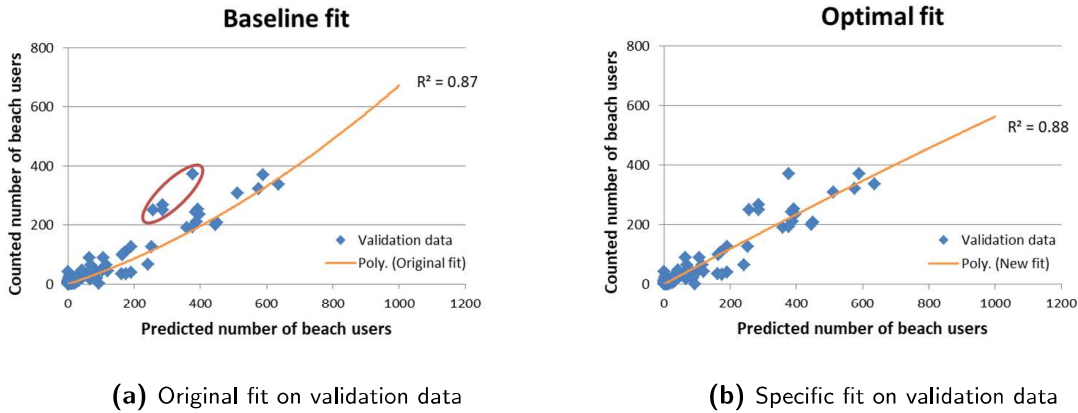 Baseline fit
800
600
400
200
0
0 200 400 600 800 1000 1200
Counted number of beach users
Predicted number of beach users
R² = 0.87
Validation data
Poly. (Original fit)
(a) Original fit on validation data
Optimal fit
800
600
400
200
0
0 200 400 600 800 1000 1200
Counted number of beach users
Predicted number of beach users
R² = 0.88
Validation data
Poly. (New fit)
(b) Specific fit on validation data